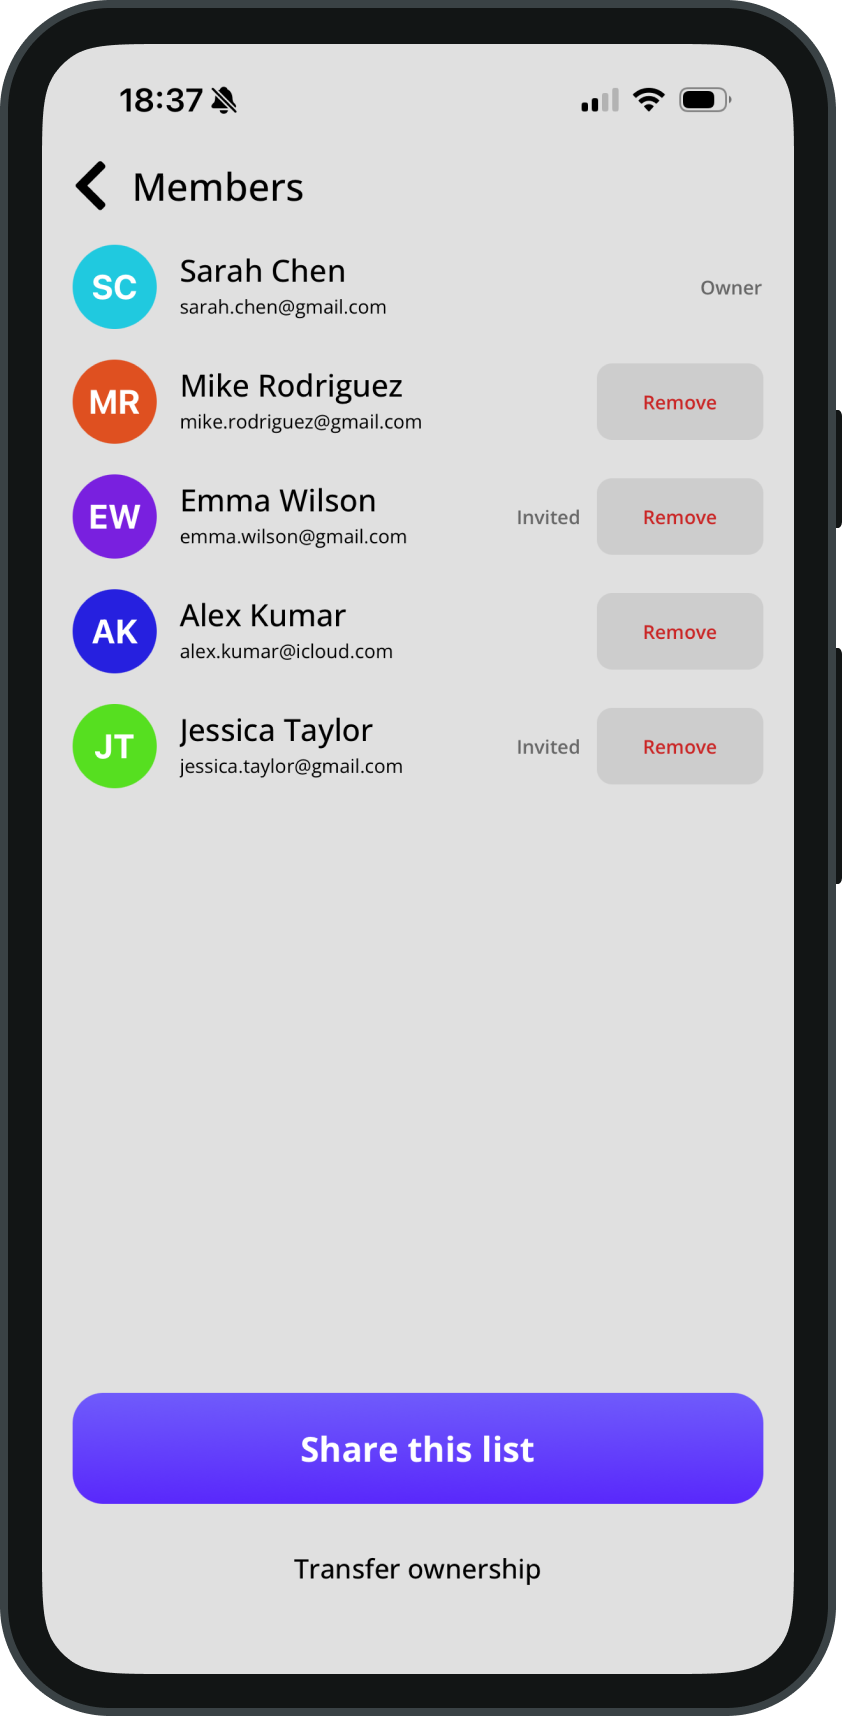 18:37
Members
SC
Sarah Chen
sarah.chen@gmail.com
Owner
MR
Mike Rodriguez
mike.rodriguez@gmail.com
Remove
EW
Emma Wilson
emma.wilson@gmail.com
Invited
Remove
AK
Alex Kumar
alex.kumar@icloud.com
Remove
JT
Jessica Taylor
jessica.taylor@gmail.com
Invited
Remove
Share this list
Transfer ownership